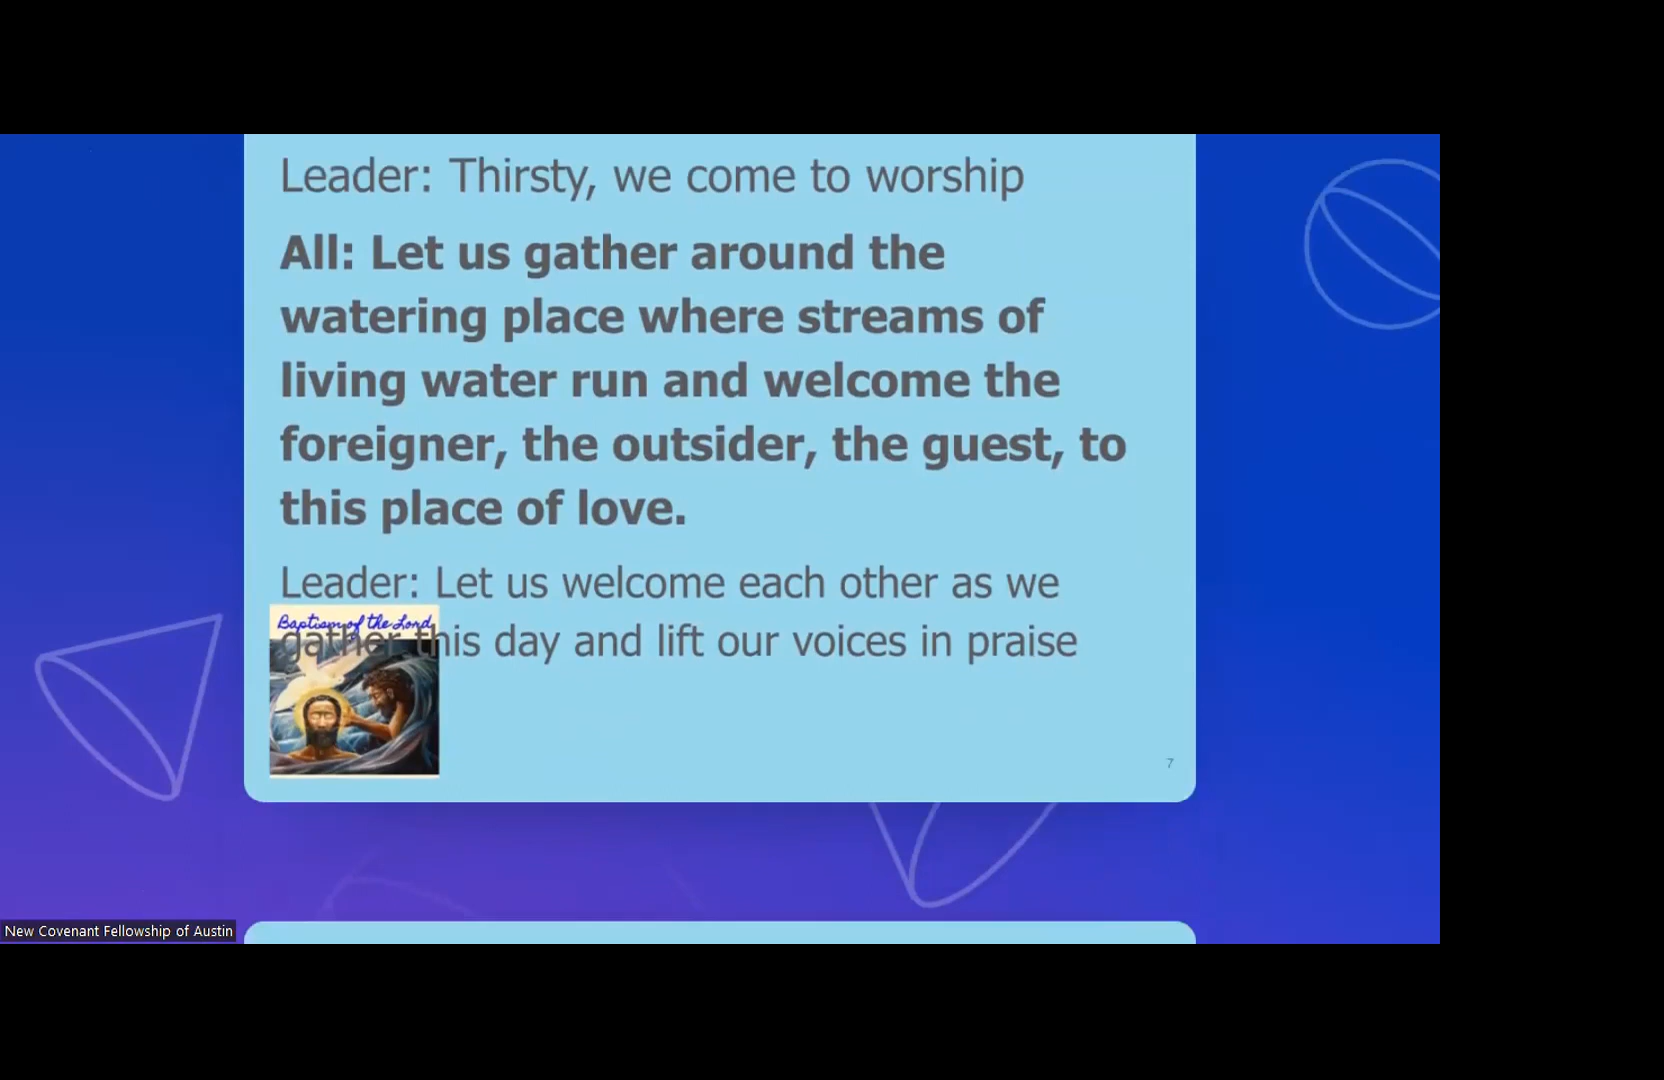 Leader: Thirsty, we come to worship
All: Let us gather around the
watering place where streams of
living water run and welcome the
foreigner, the outsider, the guest, to
this place of love.
Leader: Let us welcome each other as we
gather this day and lift our voices in praise
Baptism of the Lord
7
New Covenant Fellowship of Austin